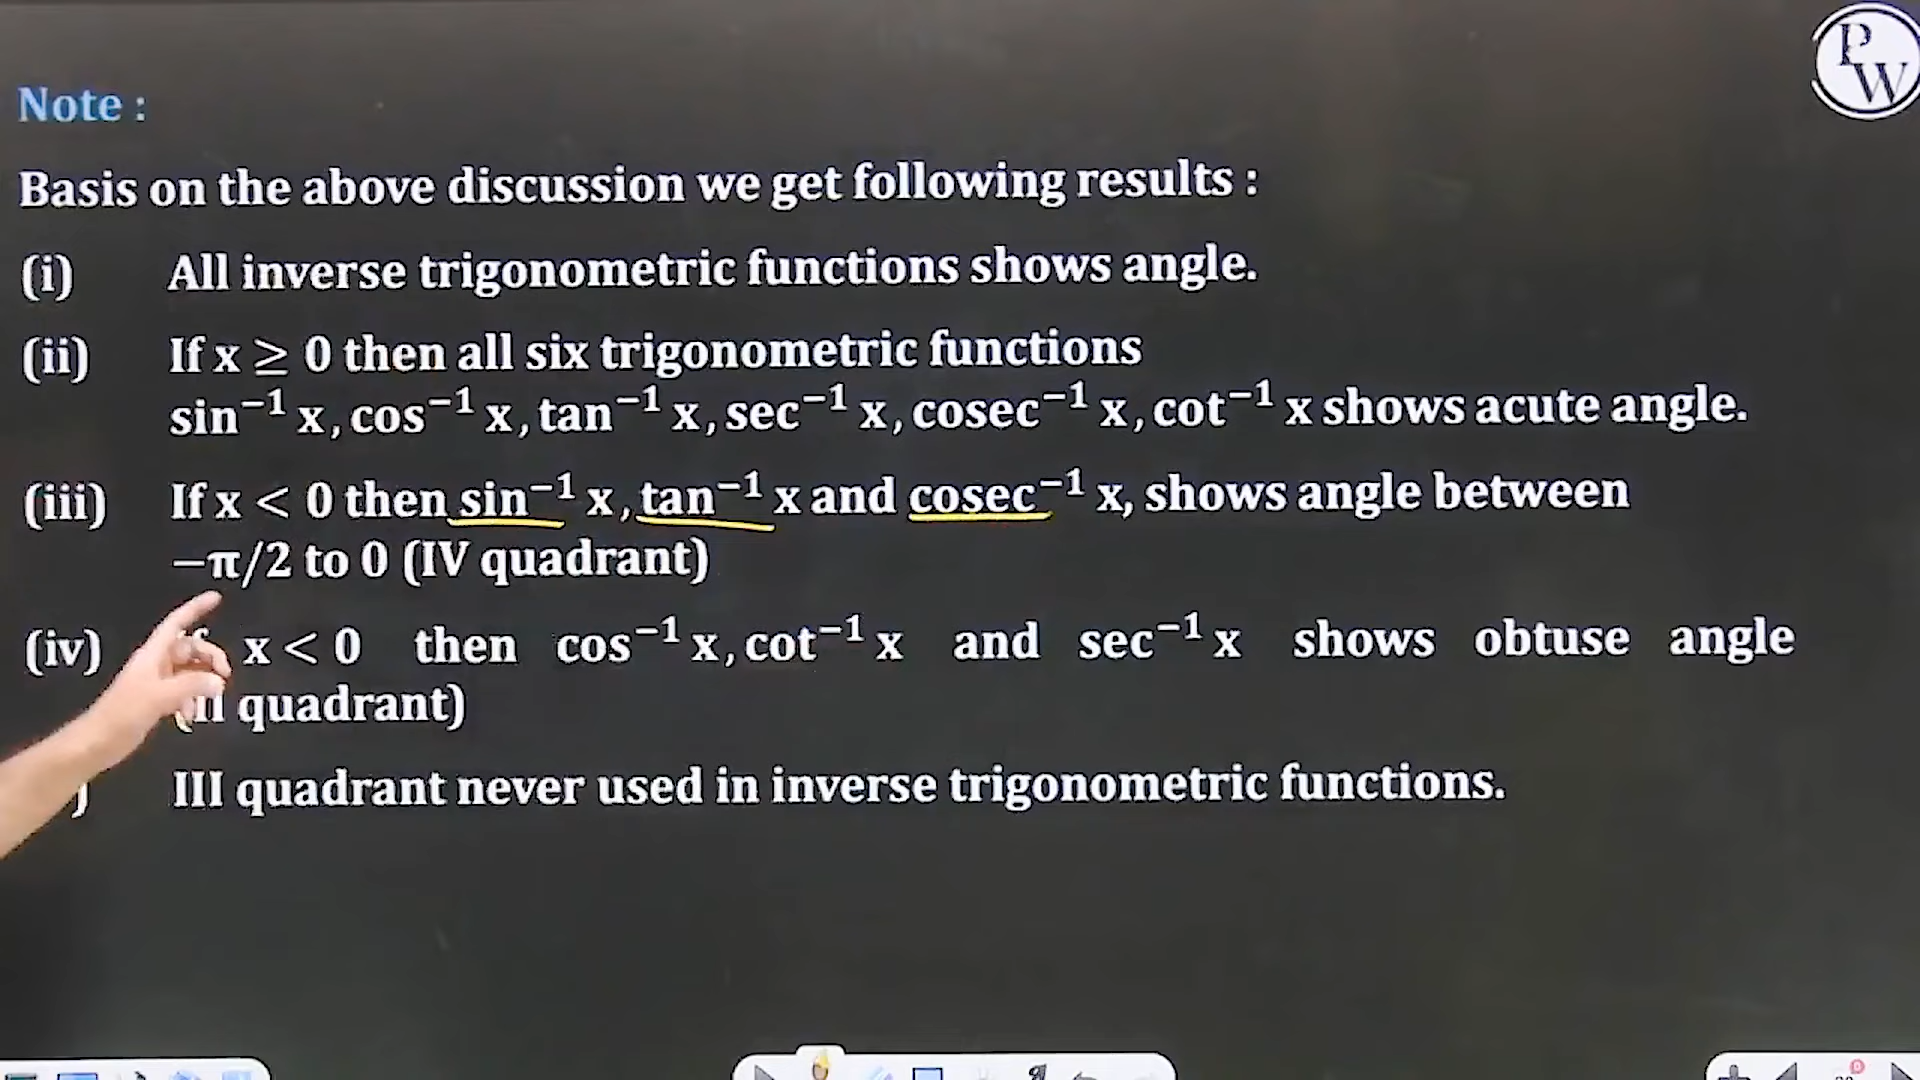 PW
Note :
Basis on the above discussion we get following results :
(i) All inverse trigonometric functions shows angle.
(ii) If x ≥ 0 then all six trigonometric functions
sin⁻¹ x, cos⁻¹ x, tan⁻¹ x, sec⁻¹ x, cosec⁻¹ x, cot⁻¹ x shows acute angle.
(iii) If x < 0 then sin⁻¹ x, tan⁻¹ x and cosec⁻¹ x, shows angle between
−π/2 to 0 (IV quadrant)
(iv) x < 0 then cos⁻¹ x, cot⁻¹ x and sec⁻¹ x shows obtuse angle
quadrant)
) III quadrant never used in inverse trigonometric functions.